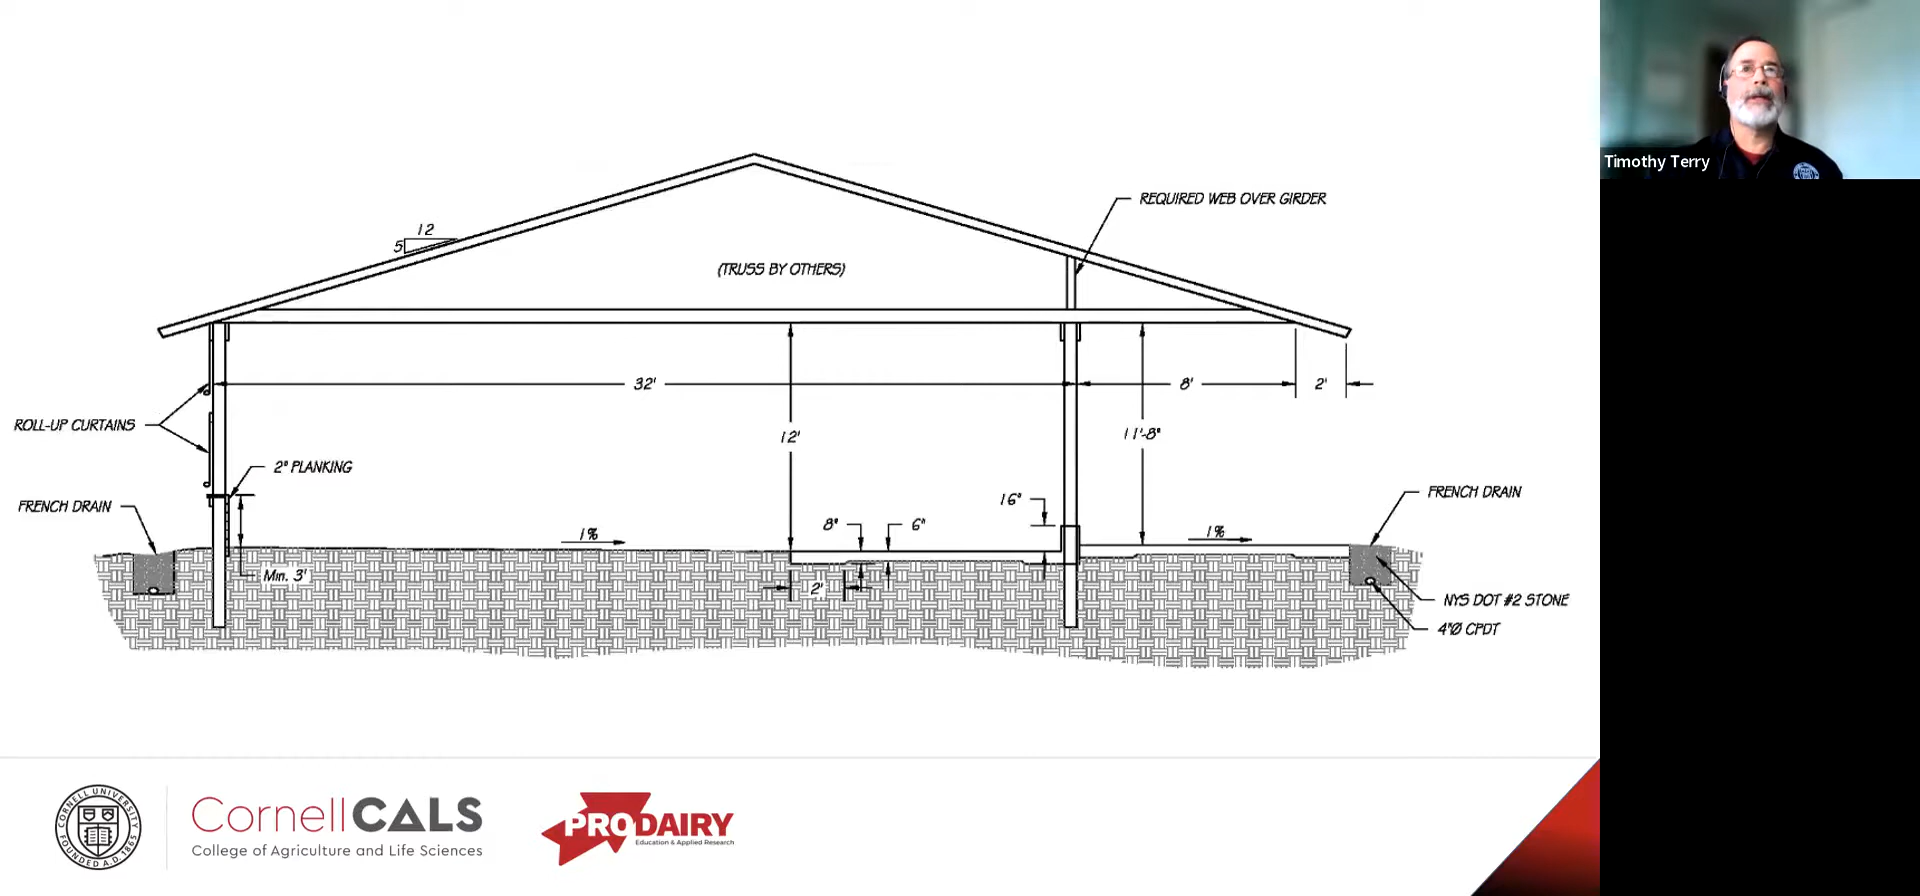 Timothy Terry
REQUIRED WEB OVER GIRDER
12
5
(TRUSS BY OTHERS)
32'
8'
2'
ROLL-UP CURTAINS
12'
11'-8"
2" PLANKING
FRENCH DRAIN
16"
FRENCH DRAIN
8"
6"
1%
1%
Min. 3'
2'
NYS DOT #2 STONE
4"Ø CPDT
CORNELL UNIVERSITY
FOUNDED A.D. 1865
CornellCALS
College of Agriculture and Life Sciences
PRODAIRY
Education & Applied Research